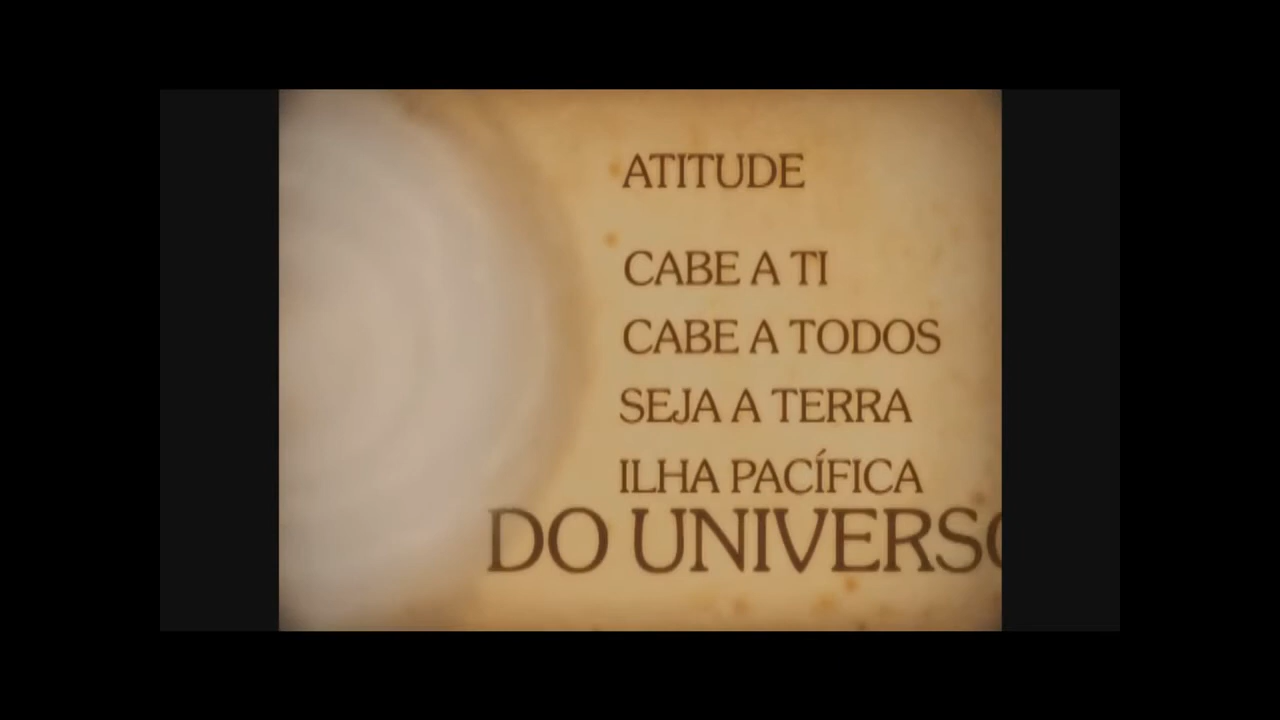 ATITUDE
CABE A TI
CABE A TODOS
SEJA A TERRA
ILHA PACÍFICA
DO UNIVERSO